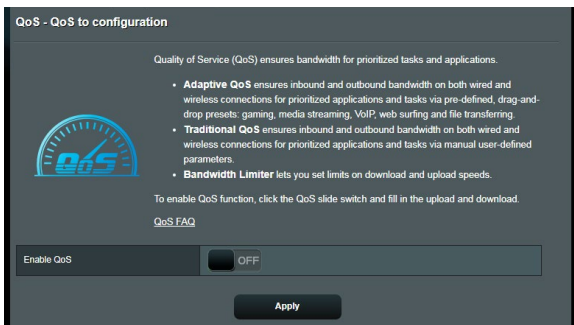 QoS - QoS to configuration
Quality of Service (QoS) ensures bandwidth for prioritized tasks and applications.
• Adaptive QoS ensures inbound and outbound bandwidth on both wired and
wireless connections for prioritized applications and tasks via pre-defined, drag-and-
drop presets: gaming, media streaming, VoIP, web surfing and file transferring.
• Traditional QoS ensures inbound and outbound bandwidth on both wired and
wireless connections for prioritized applications and tasks via manual user-defined
parameters.
• Bandwidth Limiter lets you set limits on download and upload speeds.
QoS
To enable QoS function, click the QoS slide switch and fill in the upload and download.
QoS FAQ
Enable QoS
OFF
Apply